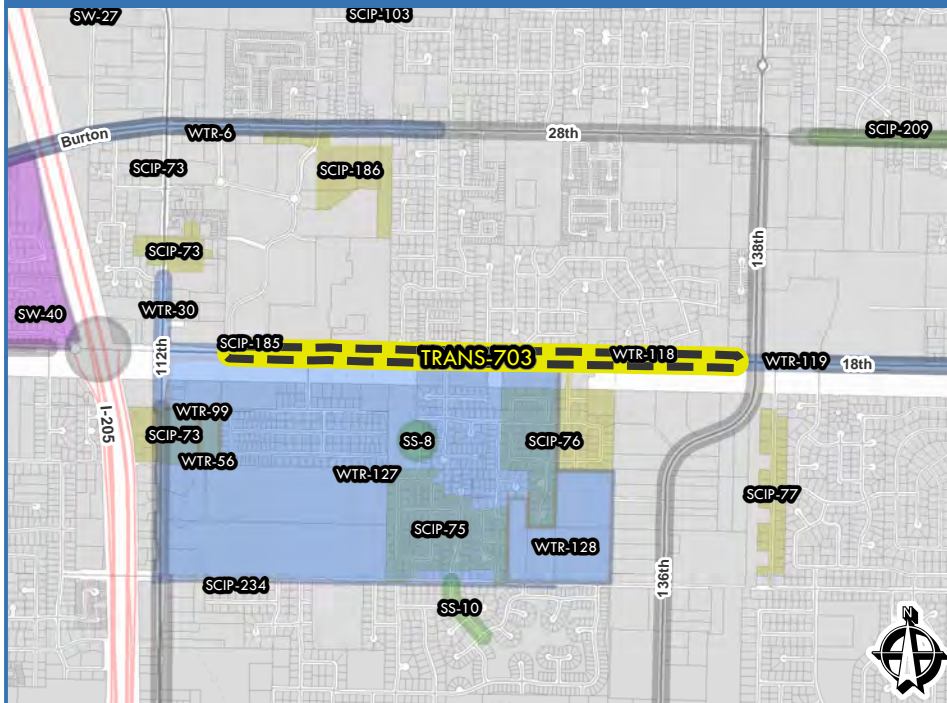 SW-27
SCIP-103
Burton
WTR-6
28th
SCIP-209
SCIP-73
SCIP-186
138th
SCIP-73
SW-40
WTR-30
SCIP-185
TRANS-703
WTR-118
WTR-119
18th
112th
I-205
WTR-99
SCIP-73
SS-8
SCIP-76
WTR-56
WTR-127
SCIP-77
SCIP-75
WTR-128
136th
SCIP-234
SS-10
N